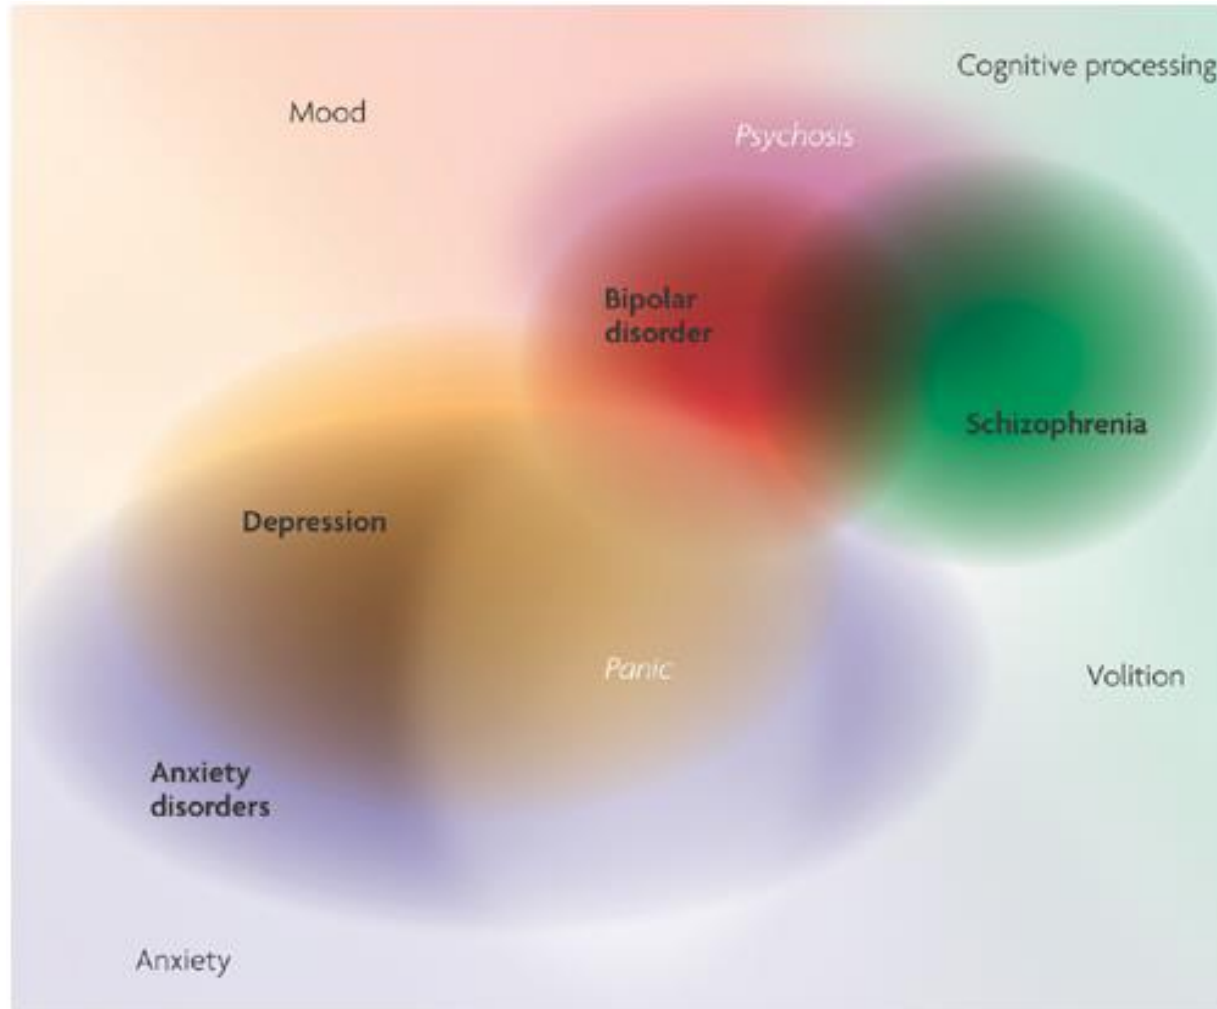 Cognitive processing
Mood
Psychosis
Bipolar
disorder
Schizophrenia
Depression
Panic
Volition
Anxiety
disorders
Anxiety